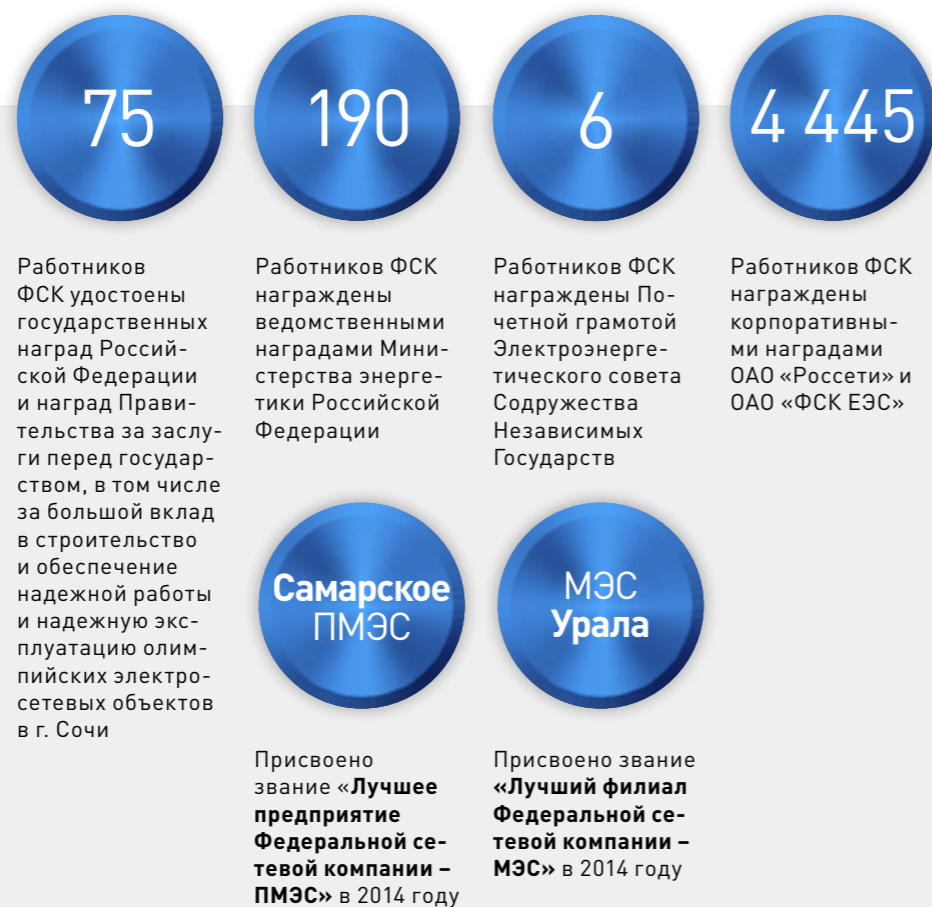 75
Работников
ФСК удостоены
государственных
наград Россий-
ской Федерации
и наград Прави-
тельства за заслу-
ги перед государ-
ством, в том числе
за большой вклад
в строительство
и обеспечение
надежной работы
и надежную экс-
плуатацию олим-
пийских электро-
сетевых объектов
в г. Сочи
190
Работников ФСК
награждены
ведомственными
наградами Мини-
стерства энерге-
тики Российской
Федерации
6
Работников ФСК
награждены По-
четной грамотой
Электроэнерге-
тического совета
Содружества
Независимых
Государств
4 445
Работников ФСК
награждены
корпоративны-
ми наградами
ОАО «Россети» и
ОАО «ФСК ЕЭС»
Самарское
ПМЭС
Присвоено
звание «Лучшее
предприятие
Федеральной се-
тевой компании –
ПМЭС» в 2014 году
МЭС
Урала
Присвоено звание
«Лучший филиал
Федеральной се-
тевой компании –
МЭС» в 2014 году